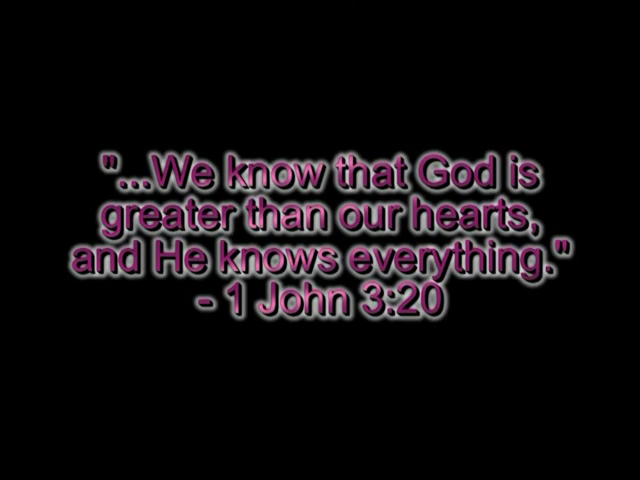 "...We know that God is
greater than our hearts,
and He knows everything."
- 1 John 3:20